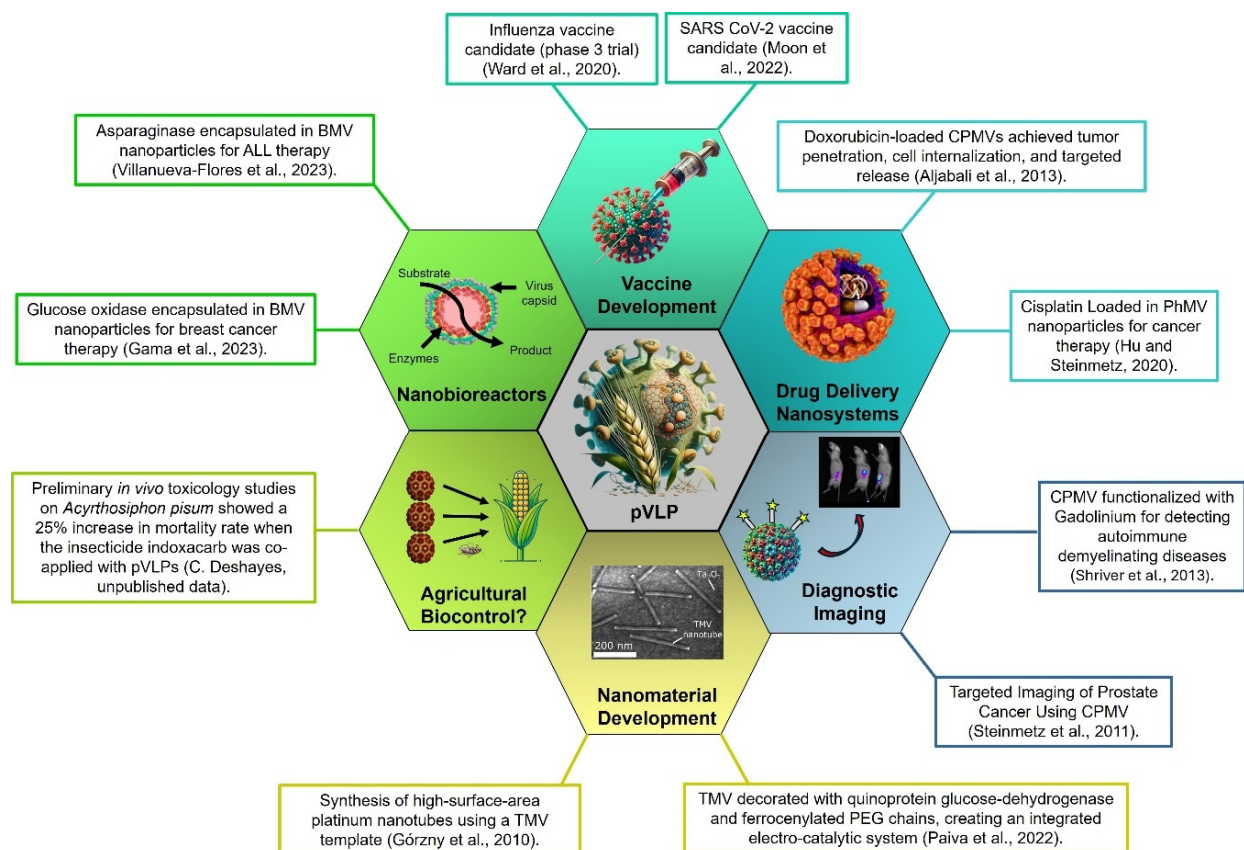 Influenza vaccine
candidate (phase 3 trial)
(Ward et al., 2020).
SARS CoV-2 vaccine
candidate (Moon et
al., 2022).
Asparaginase encapsulated in BMV
nanoparticles for ALL therapy
(Villanueva-Flores et al., 2023).
Doxorubicin-loaded CPMVs achieved tumor
penetration, cell internalization, and targeted
release (Aljabali et al., 2013).
Vaccine
Development
Substrate
Virus
capsid
Enzymes
Product
Nanobioreactors
Glucose oxidase encapsulated in BMV
nanoparticles for breast cancer
therapy (Gama et al., 2023).
Drug Delivery
Nanosystems
Cisplatin Loaded in PhMV
nanoparticles for cancer
therapy (Hu and
Steinmetz, 2020).
pVLP
Preliminary in vivo toxicology studies
on Acyrthosiphon pisum showed a
25% increase in mortality rate when
the insecticide indoxacarb was co-
applied with pVLPs (C. Deshayes,
unpublished data).
Agricultural
Biocontrol?
Diagnostic
Imaging
CPMV functionalized with
Gadolinium for detecting
autoimmune
demyelinating diseases
(Shriver et al., 2013).
Ta-O-
TMV
nanotube
200 nm
Nanomaterial
Development
Targeted Imaging of Prostate
Cancer Using CPMV
(Steinmetz et al., 2011).
Synthesis of high-surface-area
platinum nanotubes using a TMV
template (Górzny et al., 2010).
TMV decorated with quinoprotein glucose-dehydrogenase
and ferrocenylated PEG chains, creating an integrated
electro-catalytic system (Paiva et al., 2022).